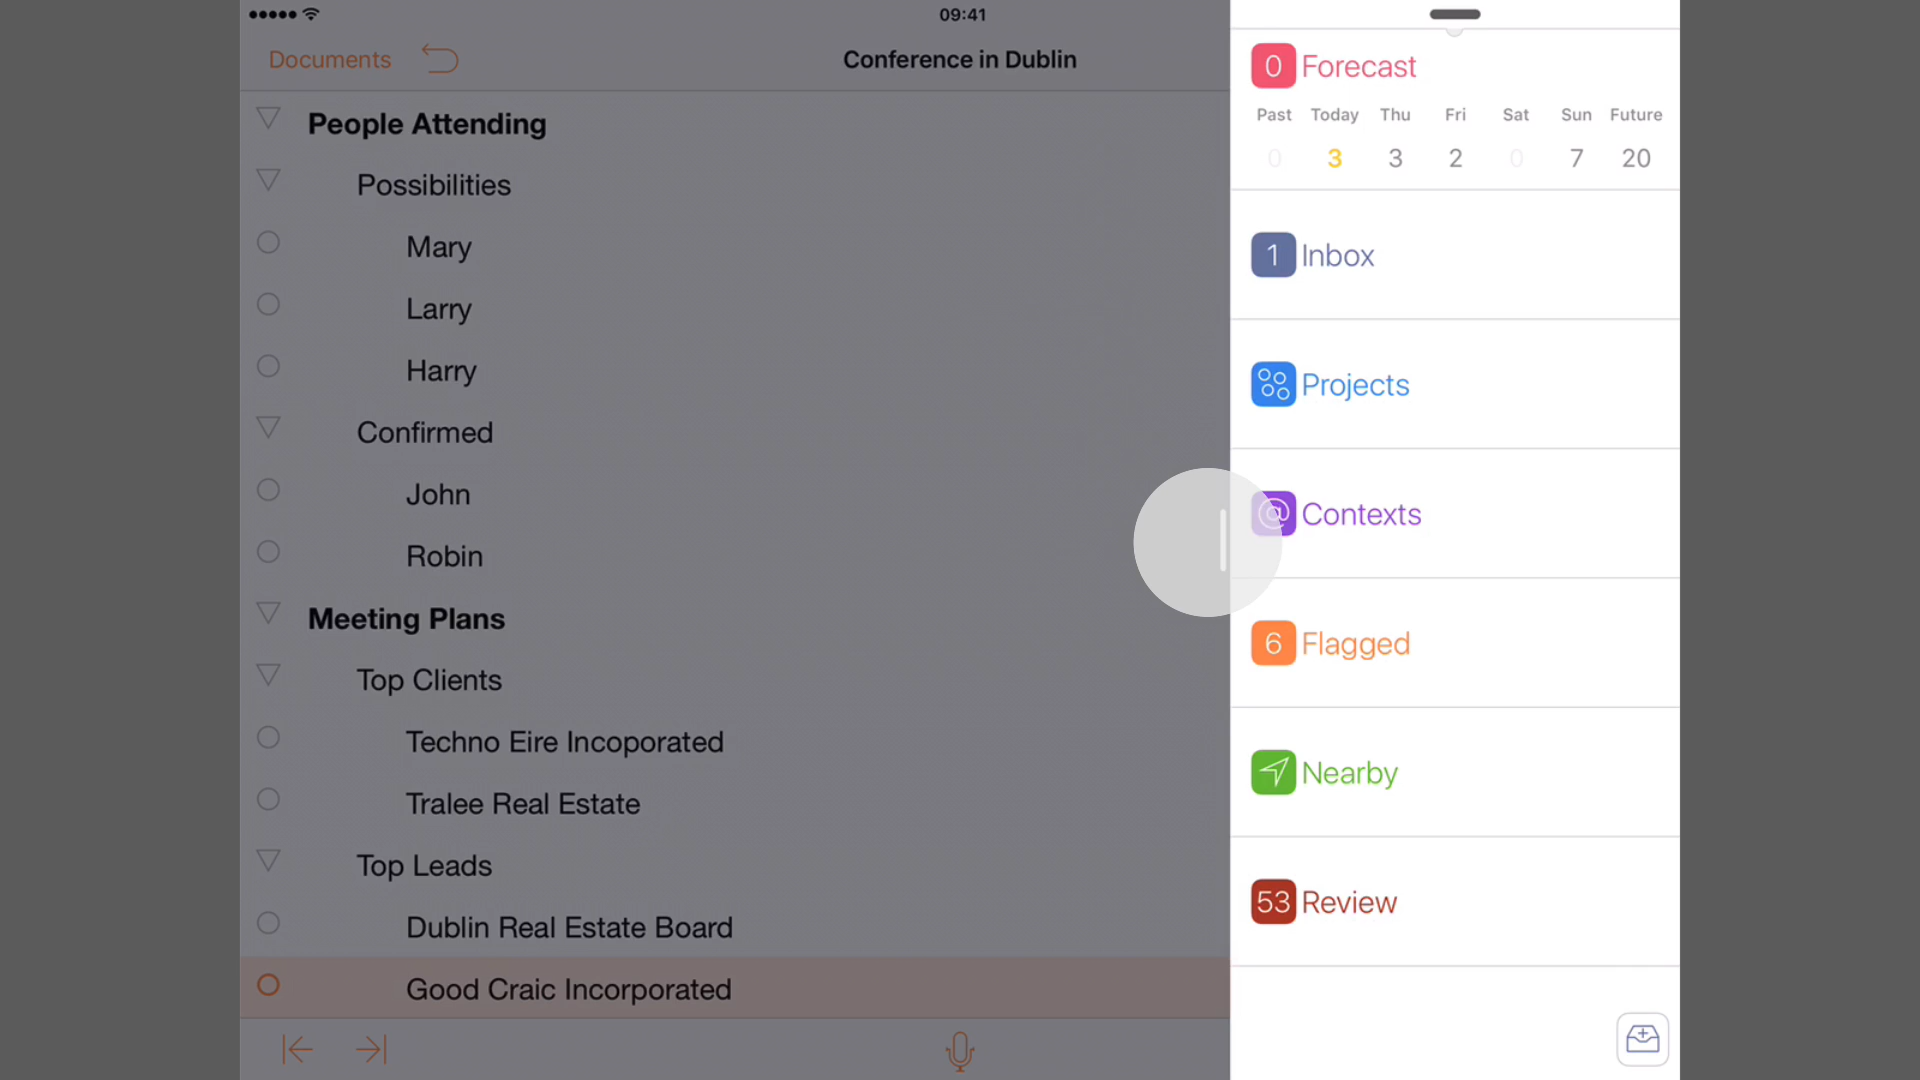 09:41
Documents
Conference in Dublin
People Attending
Possibilities
Mary
Larry
Harry
Confirmed
John
Robin
Meeting Plans
Top Clients
Techno Eire Incoporated
Tralee Real Estate
Top Leads
Dublin Real Estate Board
Good Craic Incorporated
0 Forecast
Past Today Thu Fri Sat Sun Future
0 3 3 2 0 7 20
1 Inbox
Projects
@ Contexts
6 Flagged
Nearby
53 Review